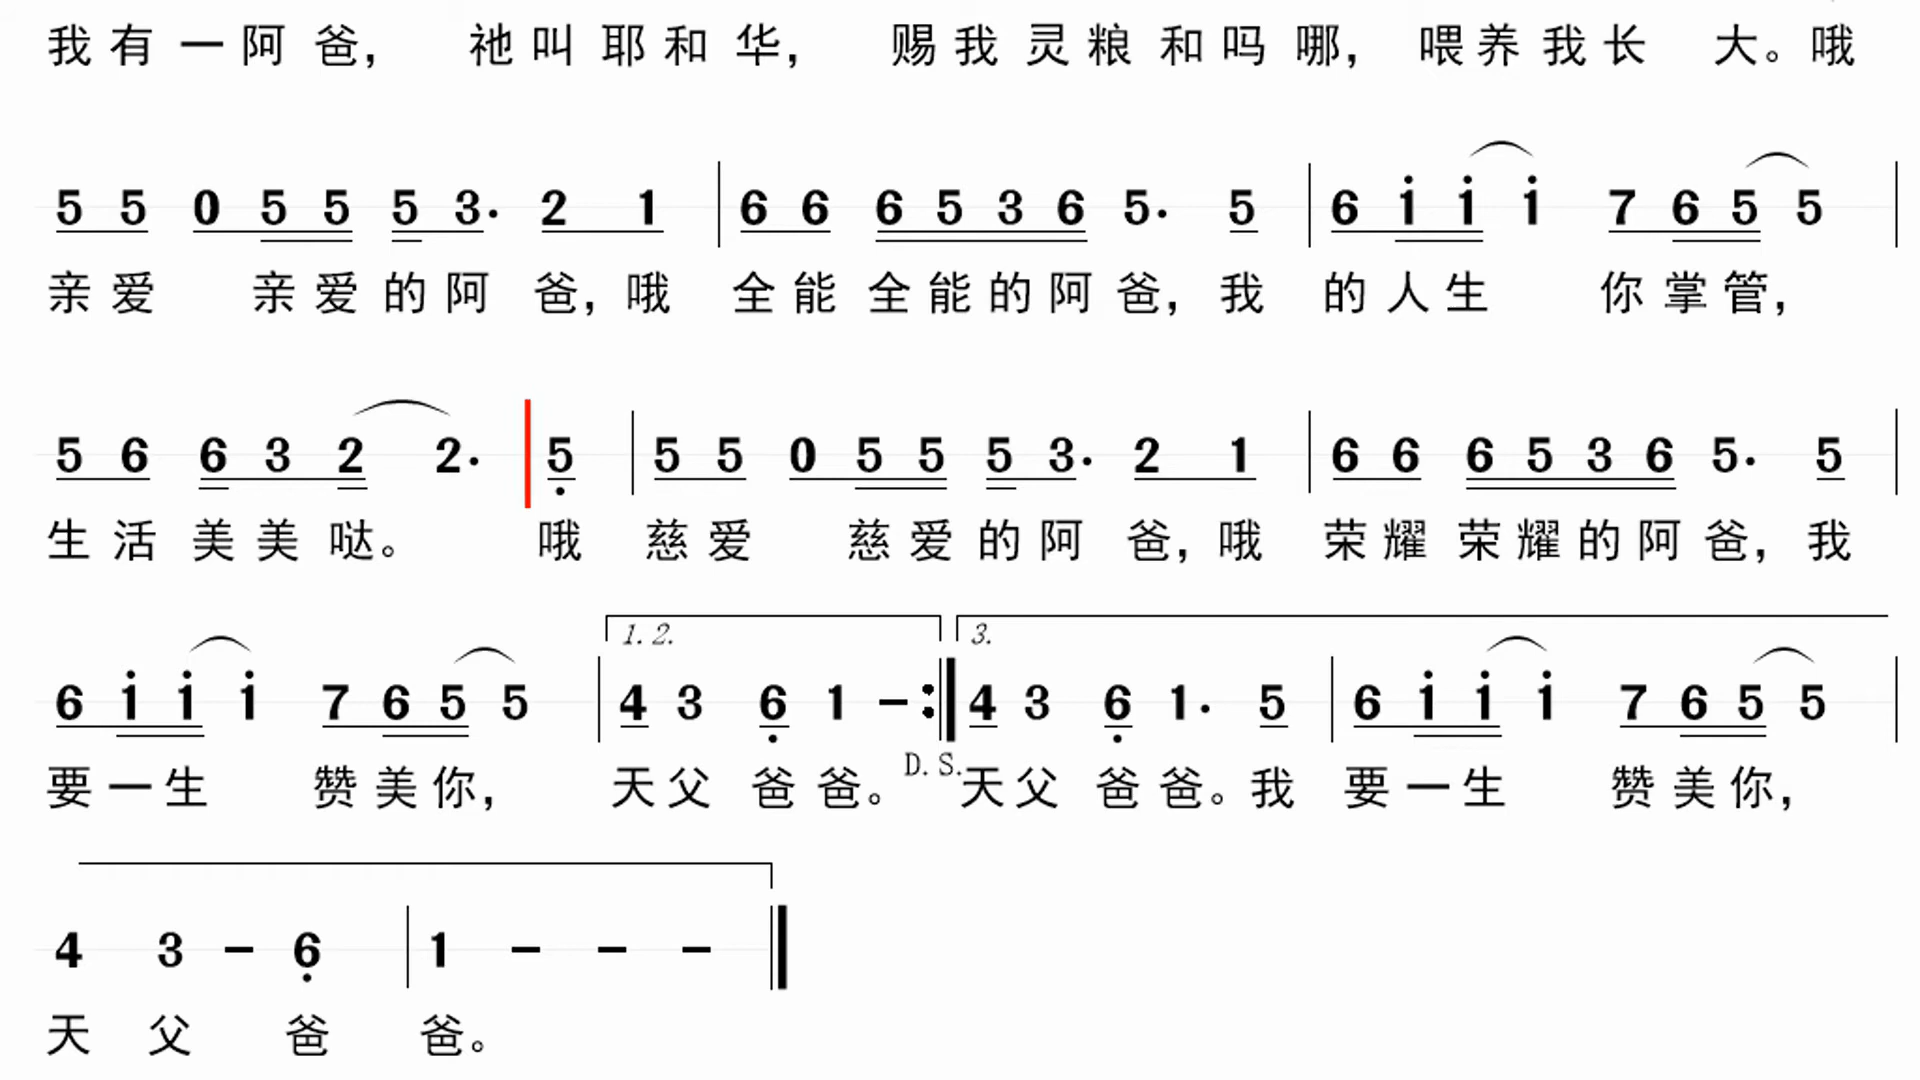 我有一阿爸, 祂叫耶和华, 赐我灵粮和吗哪, 喂养我长 大。哦
5 5 0 5 5 5 3. 2 1 | 6 6 6 5 3 6 5. 5 | 6 i i i 7 6 5 5 |
亲爱 亲爱的阿 爸,哦 全能全能的阿爸,我 的人生 你掌管,
5 6 6 3 2 2. 5 | 5 5 0 5 5 5 3. 2 1 | 6 6 6 5 3 6 5. 5 |
生活美美哒。 哦 慈爱 慈爱的阿 爸,哦 荣耀荣耀的阿爸,我
1. 2. 3.
6 i i i 7 6 5 5 | 4 3 6 1 – :| 4 3 6 1. 5 | 6 i i i 7 6 5 5 |
D.S.
要一生 赞美你, 天父 爸爸。 天父 爸爸。我 要一生 赞美你,
4 3 – 6 | 1 – – – ||
天 父 爸 爸。